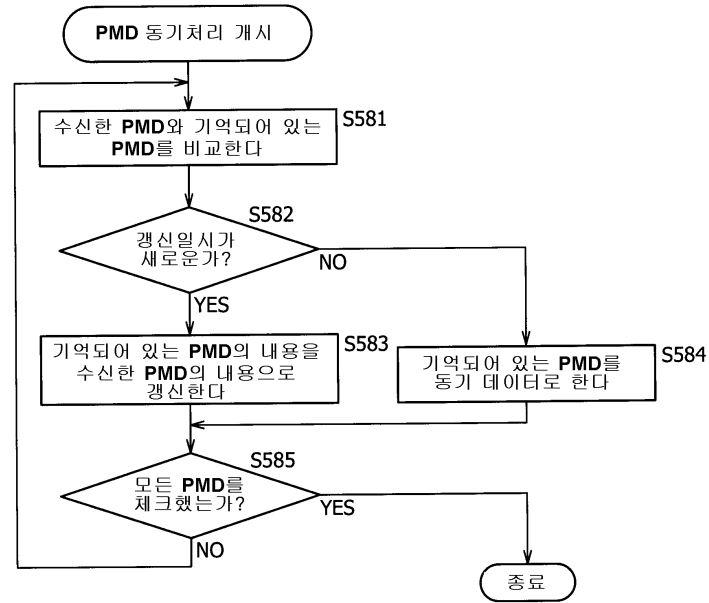 PMD 동기처리 개시
수신한 PMD와 기억되어 있는
PMD를 비교한다
S581
S582
갱신일시가
새로운가?
NO
YES
기억되어 있는 PMD의 내용을
수신한 PMD의 내용으로
갱신한다
S583
기억되어 있는 PMD를
동기 데이터로 한다
S584
S585
모든 PMD를
체크했는가?
YES
NO
종료